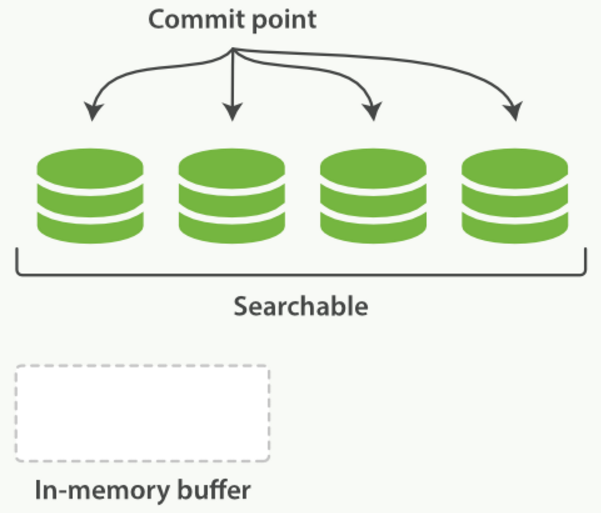 Commit point
Searchable
In-memory buffer